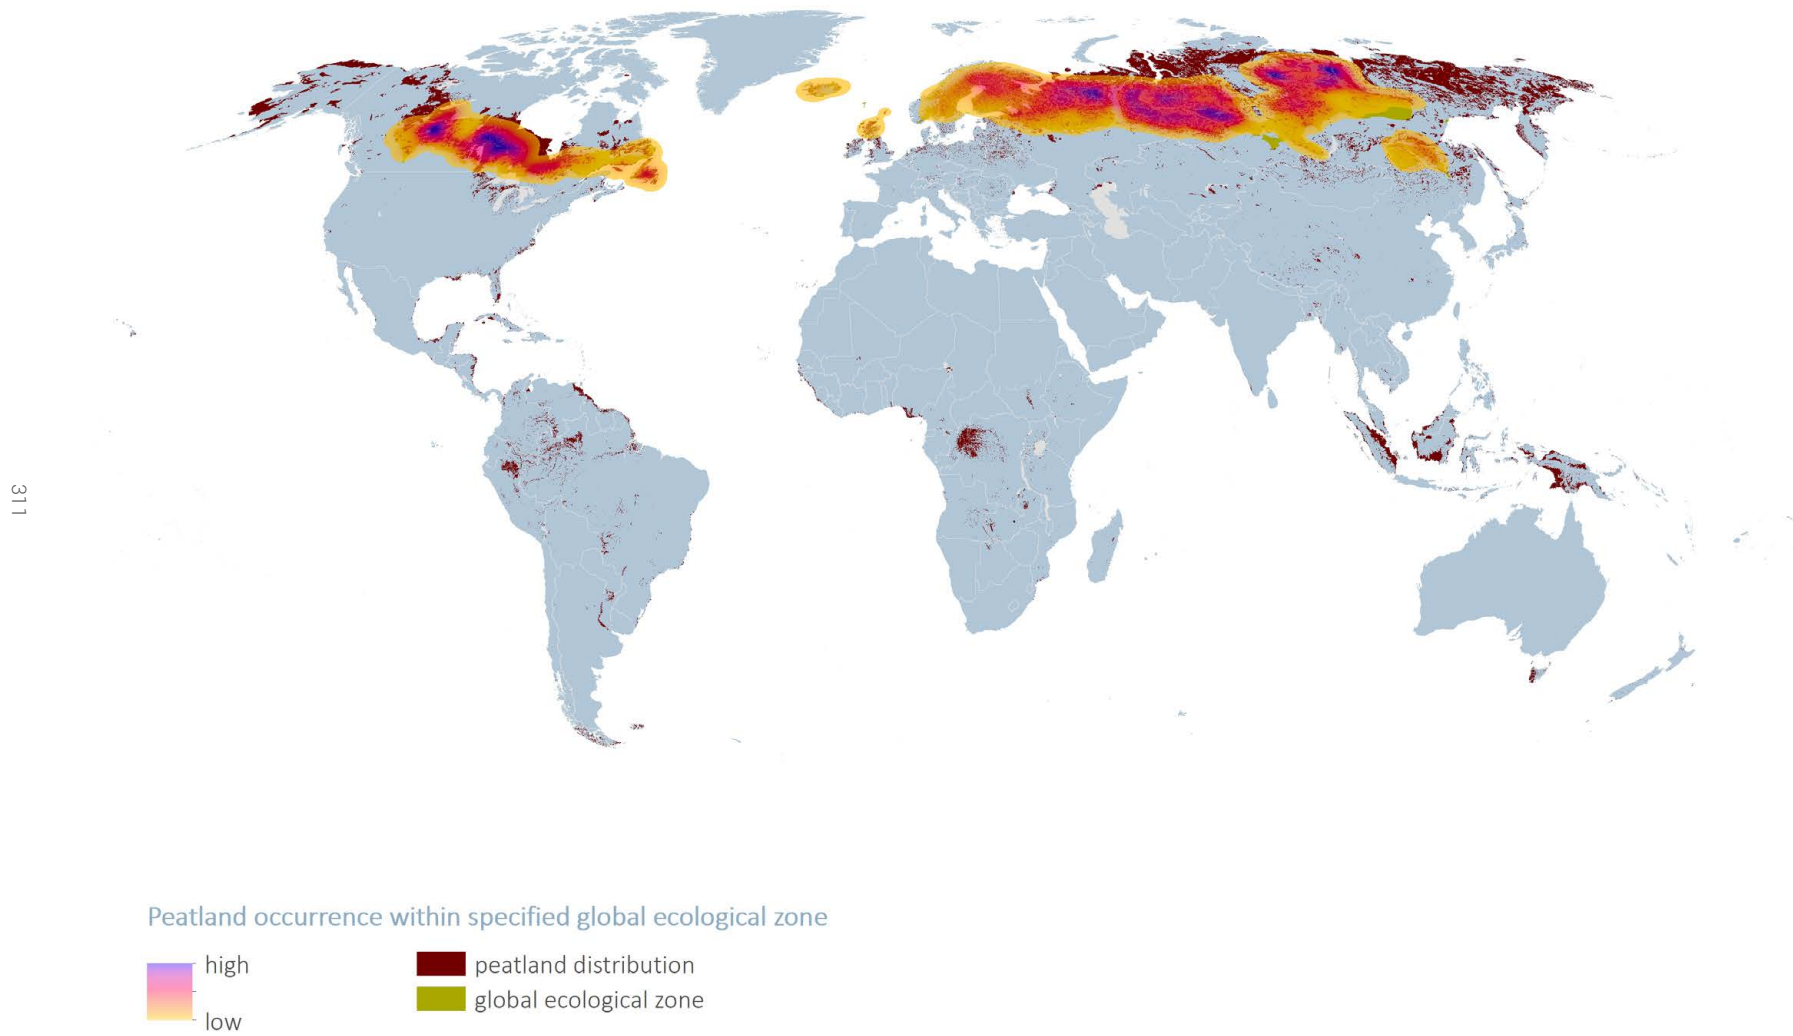 311
Peatland occurrence within specified global ecological zone
high
peatland distribution
global ecological zone
low